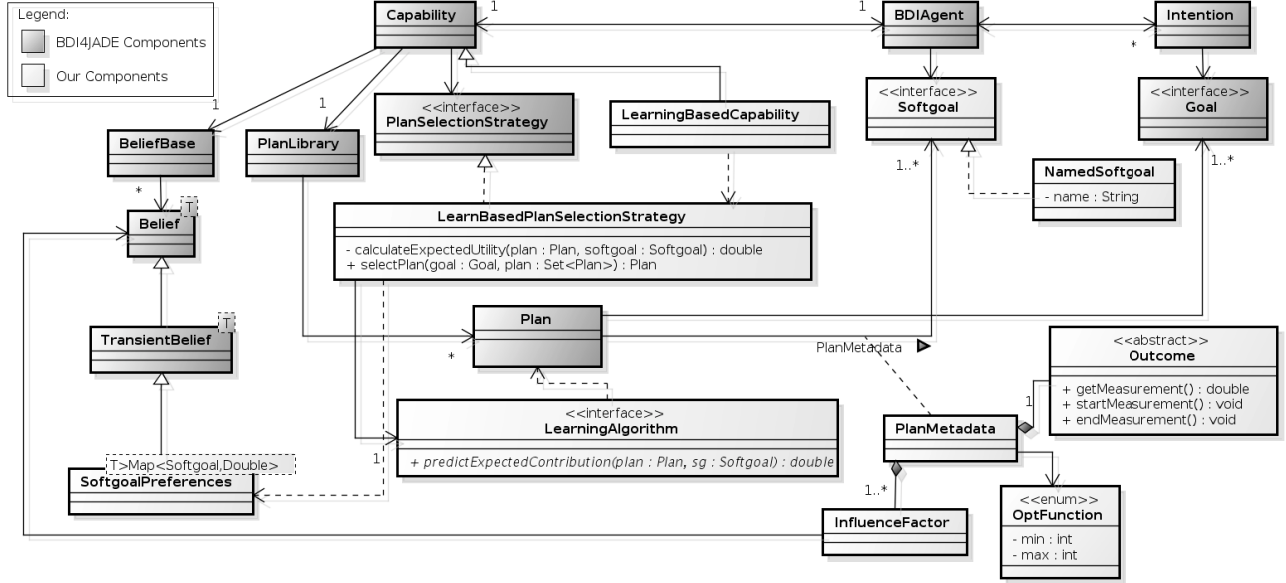 Legend:
BDI4JADE Components
Our Components
Capability
1
1
BDIAgent
Intention
*
1
1
<<interface>>
PlanSelectionStrategy
LearningBasedCapability
<<interface>>
Softgoal
<<interface>>
Goal
BeliefBase
PlanLibrary
1..*
1..*
NamedSoftgoal
- name : String
*
T
Belief
LearnBasedPlanSelectionStrategy
- calculateExpectedUtility(plan : Plan, softgoal : Softgoal) : double
+ selectPlan(goal : Goal, plan : Set<Plan>) : Plan
T
TransientBelief
Plan
*
PlanMetadata
<<abstract>>
Outcome
+ getMeasurement() : double
+ startMeasurement() : void
+ endMeasurement() : void
1
<<interface>>
LearningAlgorithm
+ predictExpectedContribution(plan : Plan, sg : Softgoal) : double
1
PlanMetadata
T>Map<Softgoal,Double>
SoftgoalPreferences
1..*
InfluenceFactor
<<enum>>
OptFunction
- min : int
- max : int